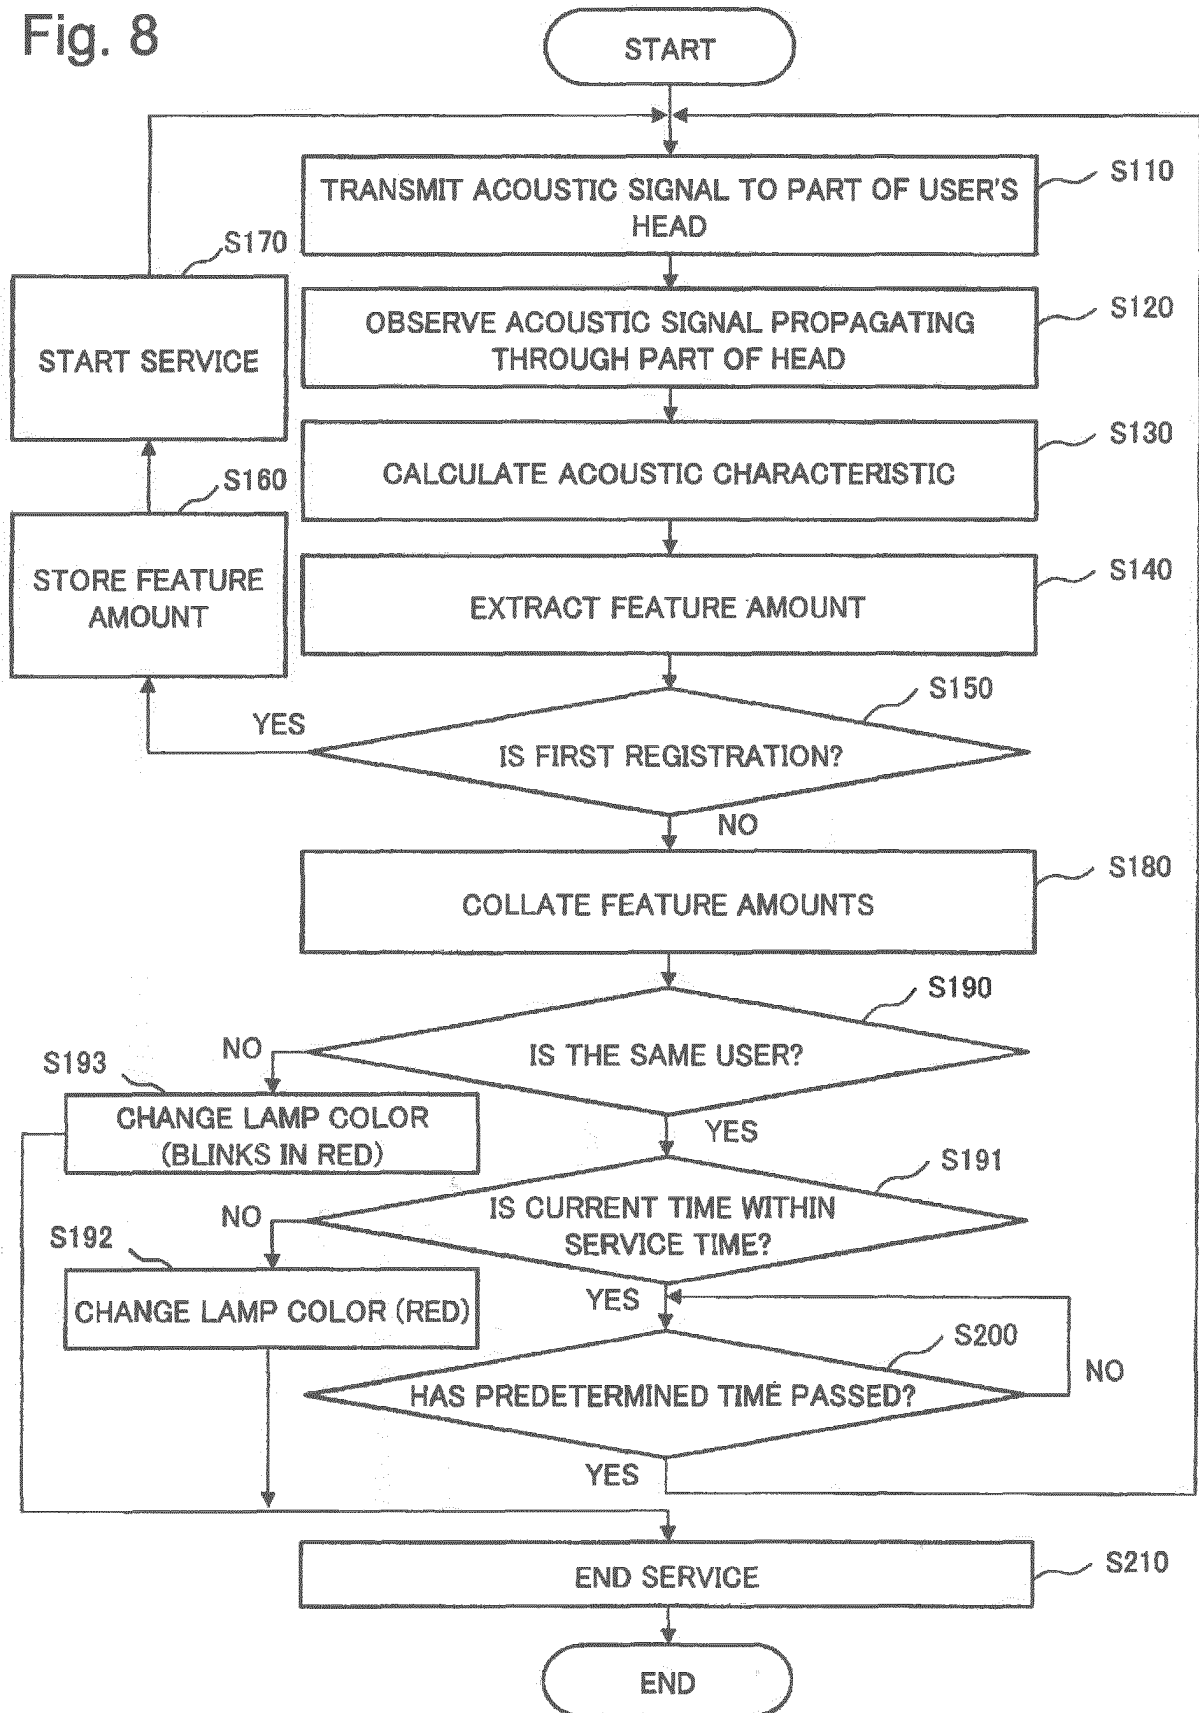 Fig. 8
START
TRANSMIT ACOUSTIC SIGNAL TO PART OF USER'S
HEAD
S110
S170
START SERVICE
OBSERVE ACOUSTIC SIGNAL PROPAGATING
THROUGH PART OF HEAD
S120
CALCULATE ACOUSTIC CHARACTERISTIC
S130
S160
STORE FEATURE
AMOUNT
EXTRACT FEATURE AMOUNT
S140
S150
YES
IS FIRST REGISTRATION?
NO
COLLATE FEATURE AMOUNTS
S180
S190
NO
IS THE SAME USER?
S193
CHANGE LAMP COLOR
(BLINKS IN RED)
YES
S191
NO
IS CURRENT TIME WITHIN
SERVICE TIME?
S192
CHANGE LAMP COLOR (RED)
YES
S200
HAS PREDETERMINED TIME PASSED?
NO
YES
END SERVICE
S210
END